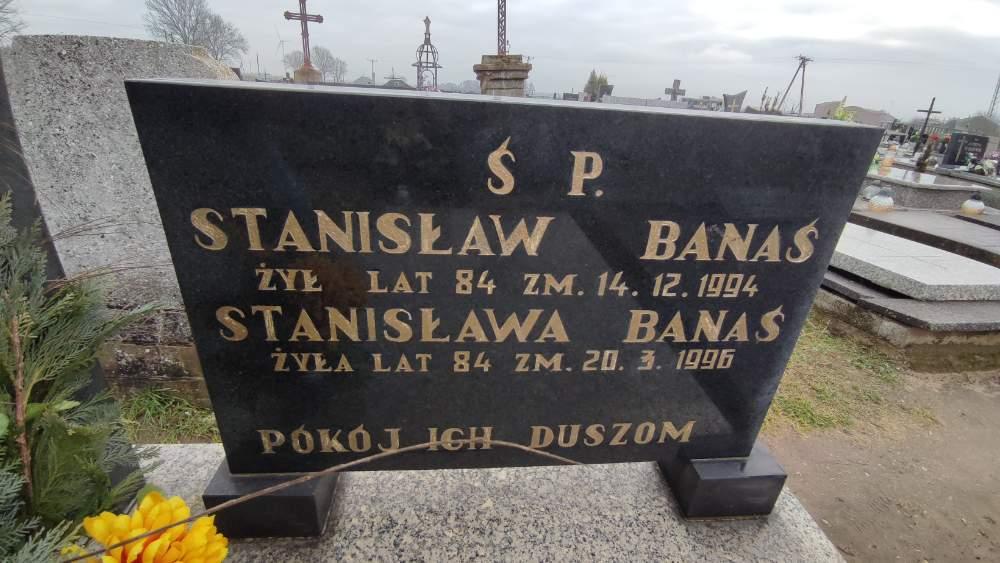 Ś P.
STANISŁAW BANAŚ
ŻYŁ LAT 84 ZM. 14. 12. 1994
STANISŁAWA BANAŚ
ŻYŁA LAT 84 ZM. 20. 3. 1996
POKÓJ ICH DUSZOM